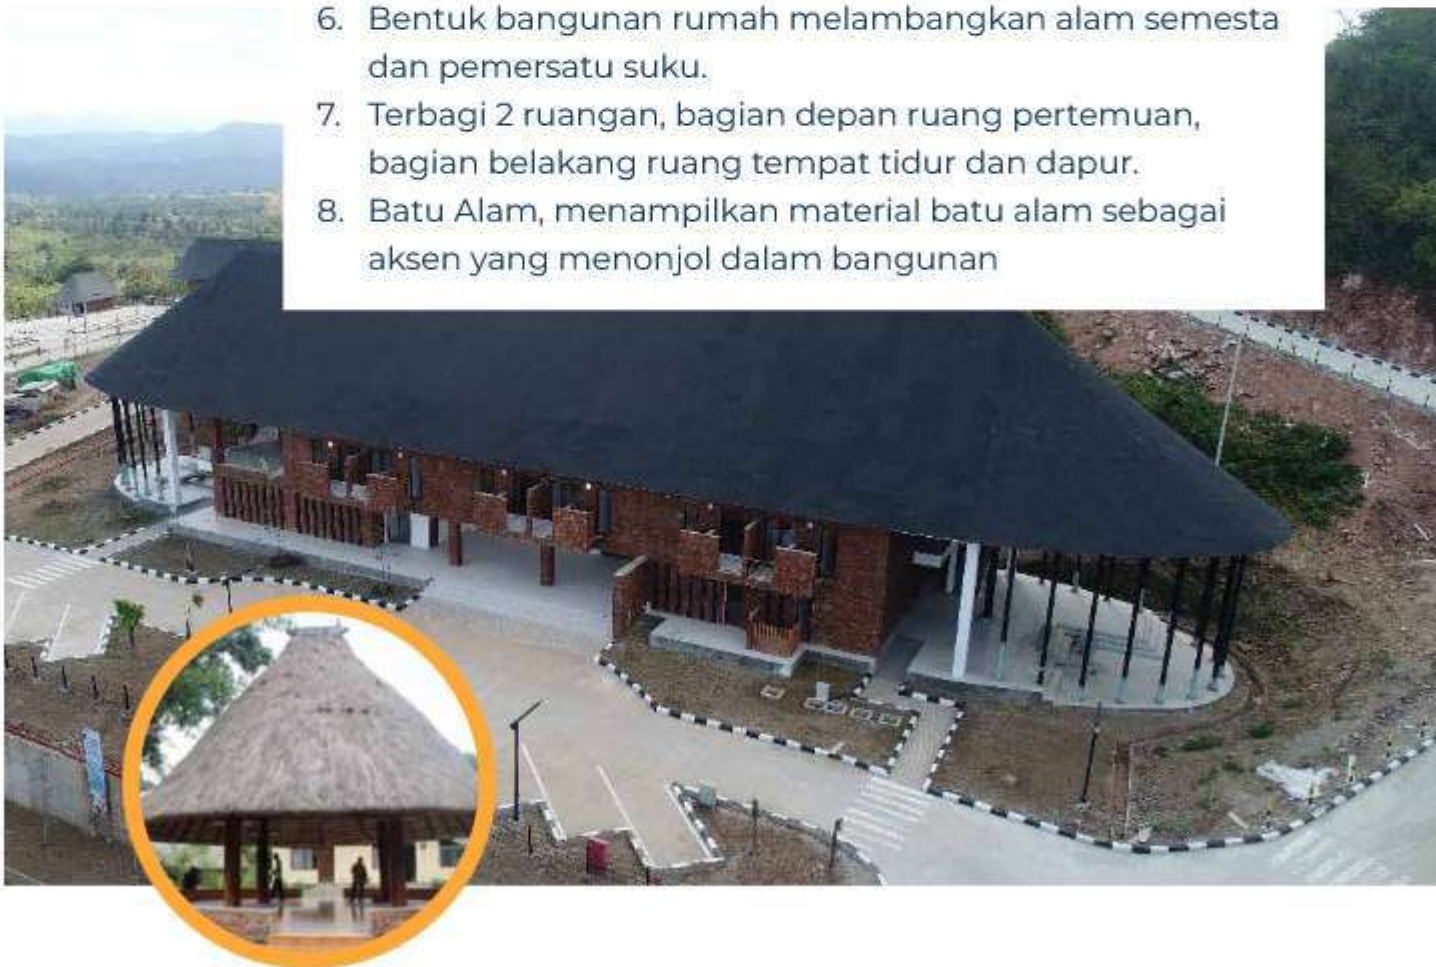 6. Bentuk bangunan rumah melambangkan alam semesta
dan pemersatu suku.
7. Terbagi 2 ruangan, bagian depan ruang pertemuan,
bagian belakang ruang tempat tidur dan dapur.
8. Batu Alam, menampilkan material batu alam sebagai
aksen yang menonjol dalam bangunan